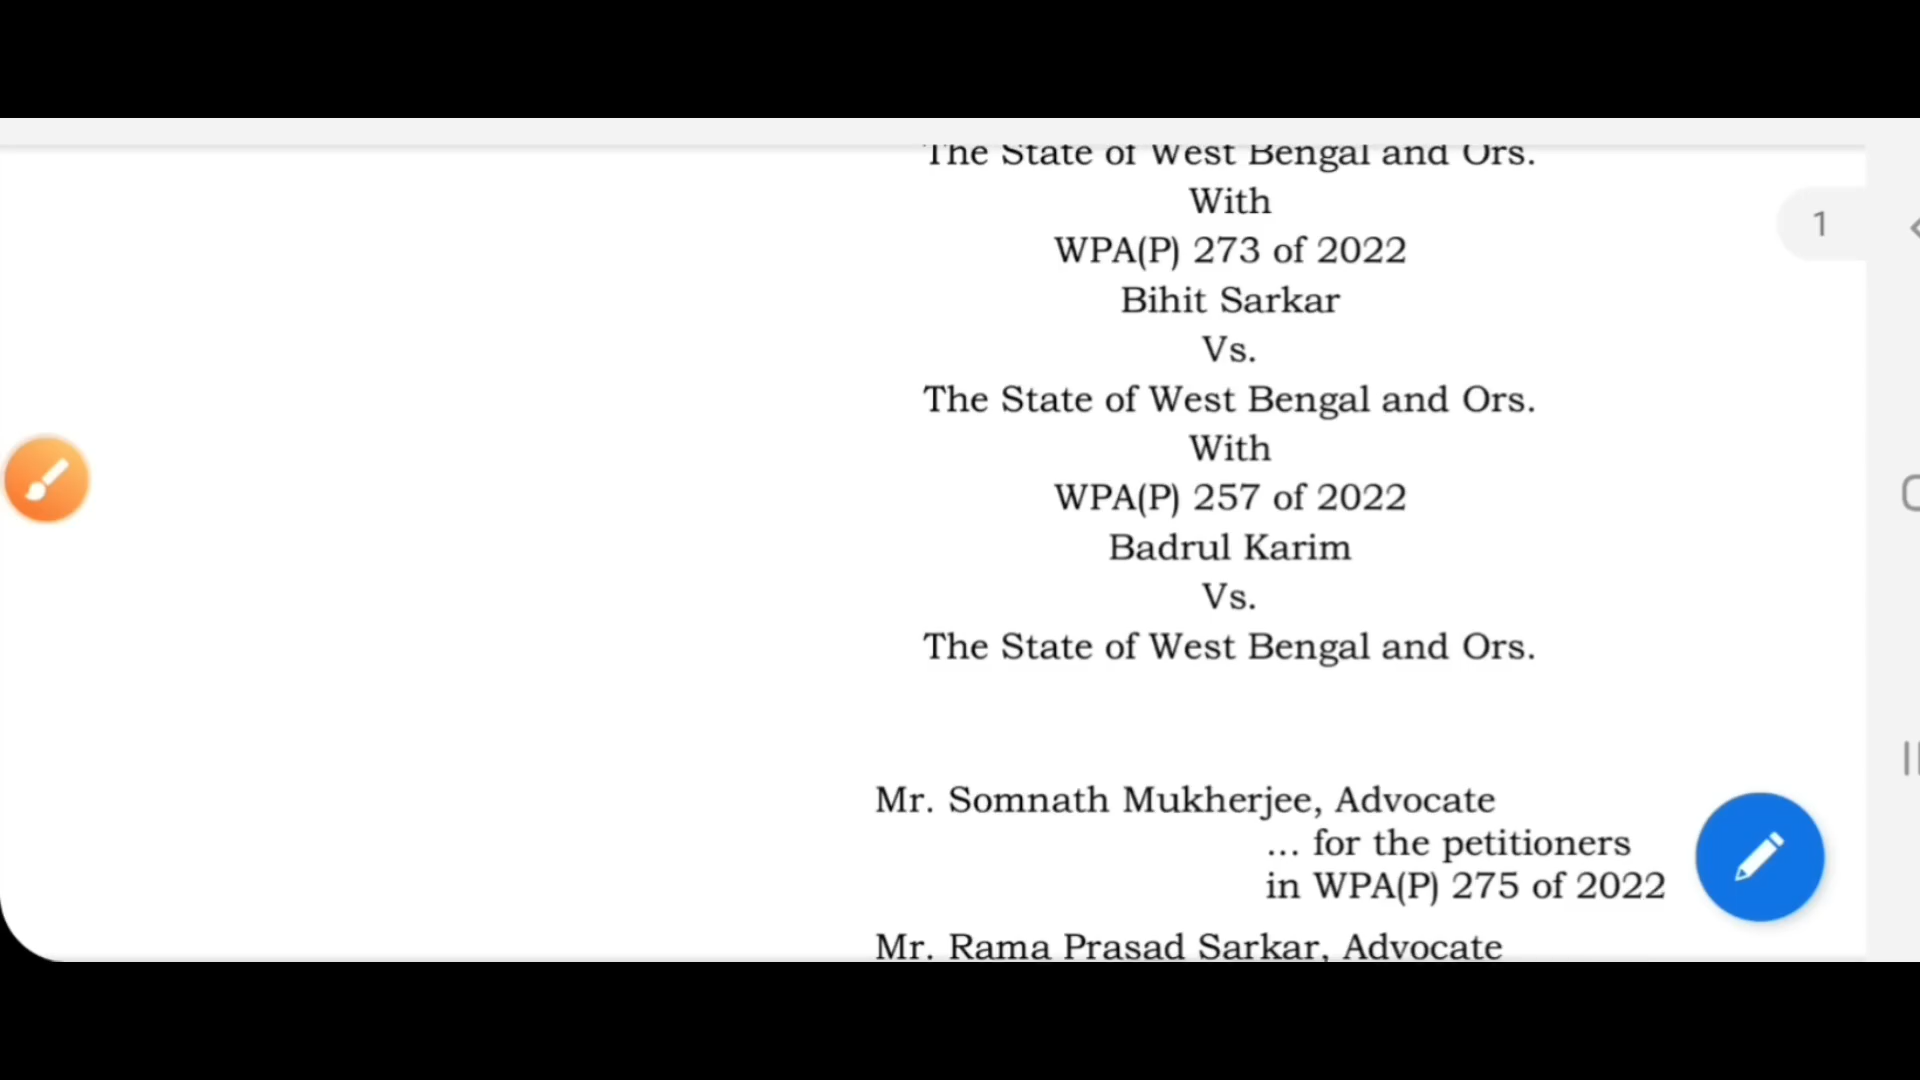 The State of West Bengal and Ors.
With
WPA(P) 273 of 2022
Bihit Sarkar
Vs.
The State of West Bengal and Ors.
With
WPA(P) 257 of 2022
Badrul Karim
Vs.
The State of West Bengal and Ors.
1
Mr. Somnath Mukherjee, Advocate
... for the petitioners
in WPA(P) 275 of 2022
Mr. Rama Prasad Sarkar, Advocate